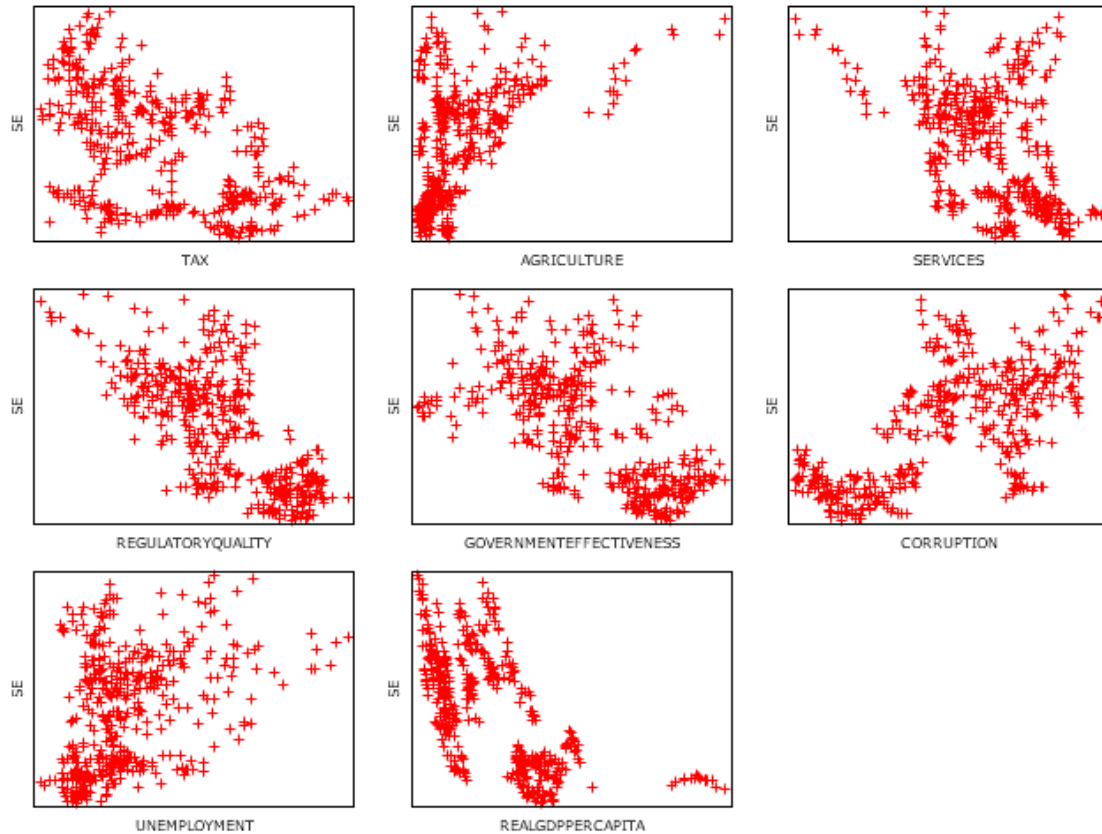 SE
TAX
SE
AGRICULTURE
SE
SERVICES
SE
REGULATORYQUALITY
SE
GOVERNMENTEFFECTIVENESS
SE
CORRUPTION
SE
UNEMPLOYMENT
SE
REALGDPPERCAPITA